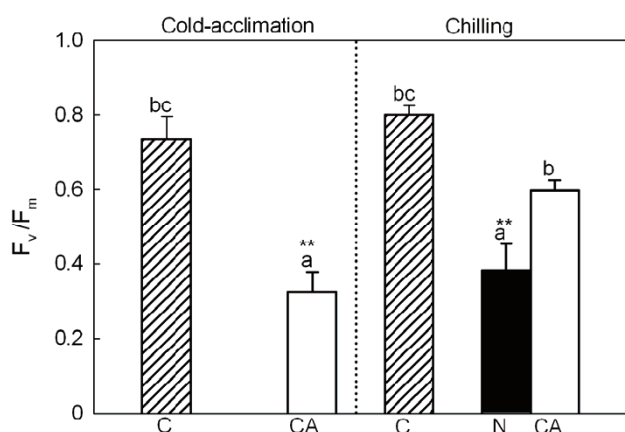 Cold-acclimation Chilling
1.0
bc bc
0.8
b
0.6
** a**
a
0.4
0.2
0
C CA C N CA
Fv/Fm